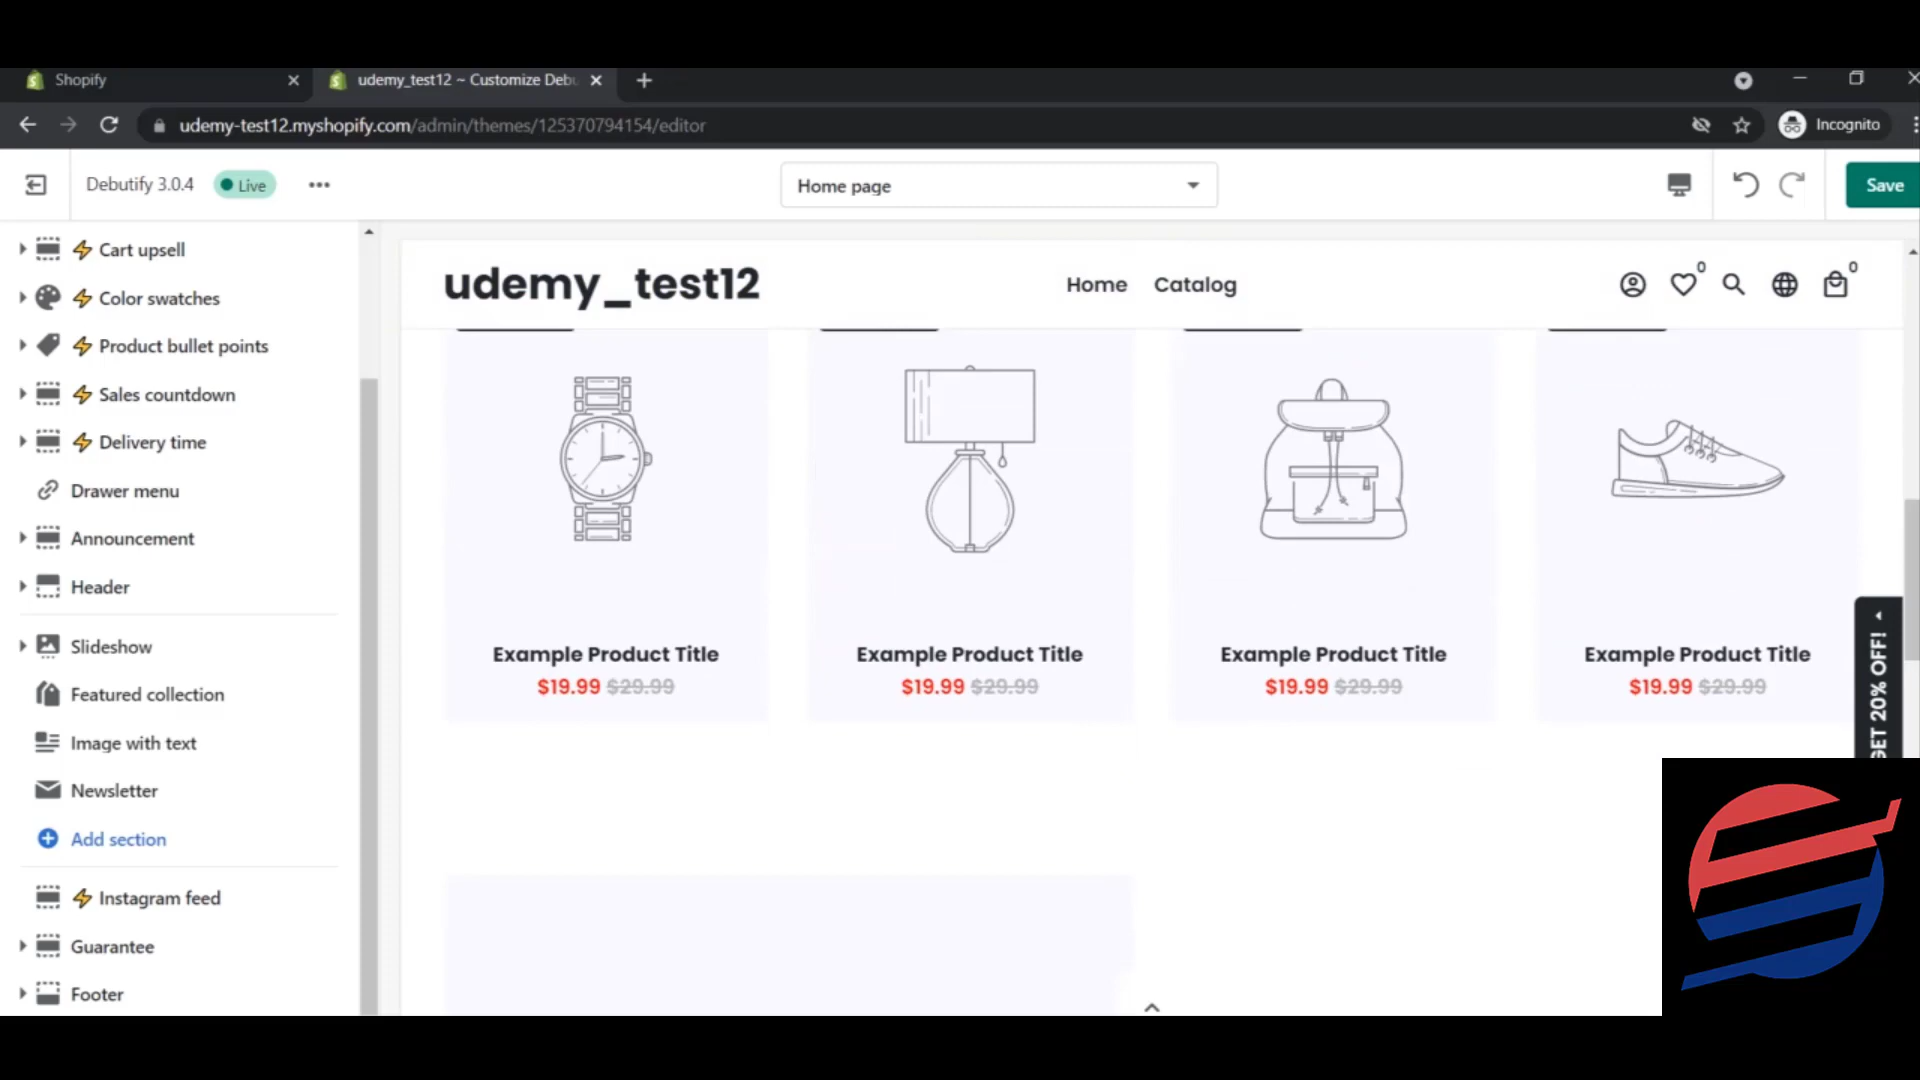 Shopify
udemy_test12 ~ Customize Deb
udemy-test12.myshopify.com/admin/themes/125370794154/editor
Incognito
Debutify 3.0.4
Live
Home page
Save
⚡ Cart upsell
⚡ Color swatches
⚡ Product bullet points
⚡ Sales countdown
⚡ Delivery time
Drawer menu
Announcement
Header
Slideshow
Featured collection
Image with text
Newsletter
Add section
⚡ Instagram feed
Guarantee
Footer
udemy_test12
Home
Catalog
0
0
Example Product Title
$19.99 $29.99
Example Product Title
$19.99 $29.99
Example Product Title
$19.99 $29.99
Example Product Title
$19.99 $29.99
GET 20% OFF!